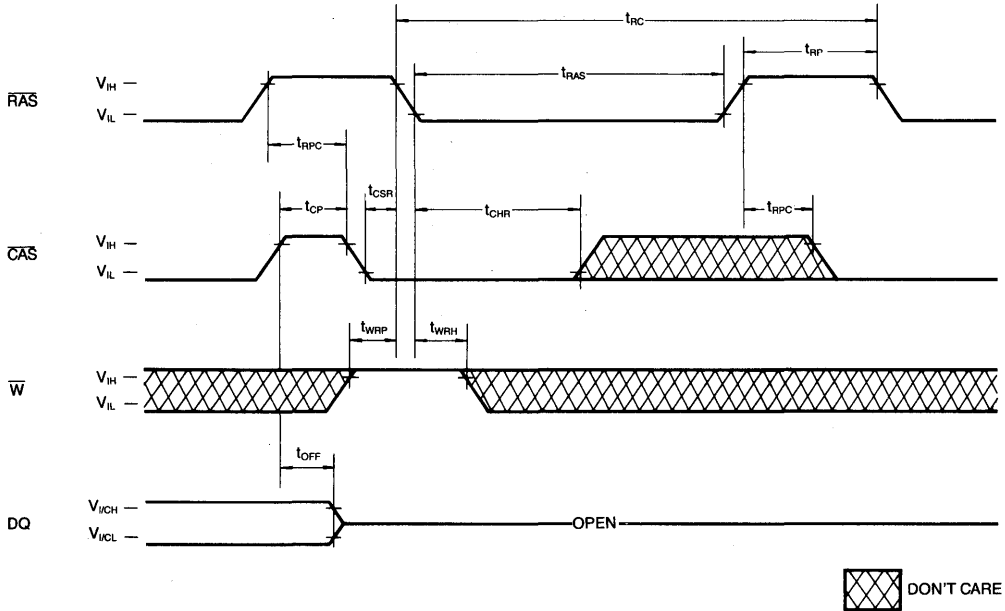 tRC
tRP
tRAS
RAS
VIH
VIL
tRPC
tCSR
tCP
tCHR
tRPC
CAS
VIH
VIL
tWRP
tWRH
W
VIH
VIL
tOFF
DQ
VI/CH
VI/CL
OPEN
DON'T CARE